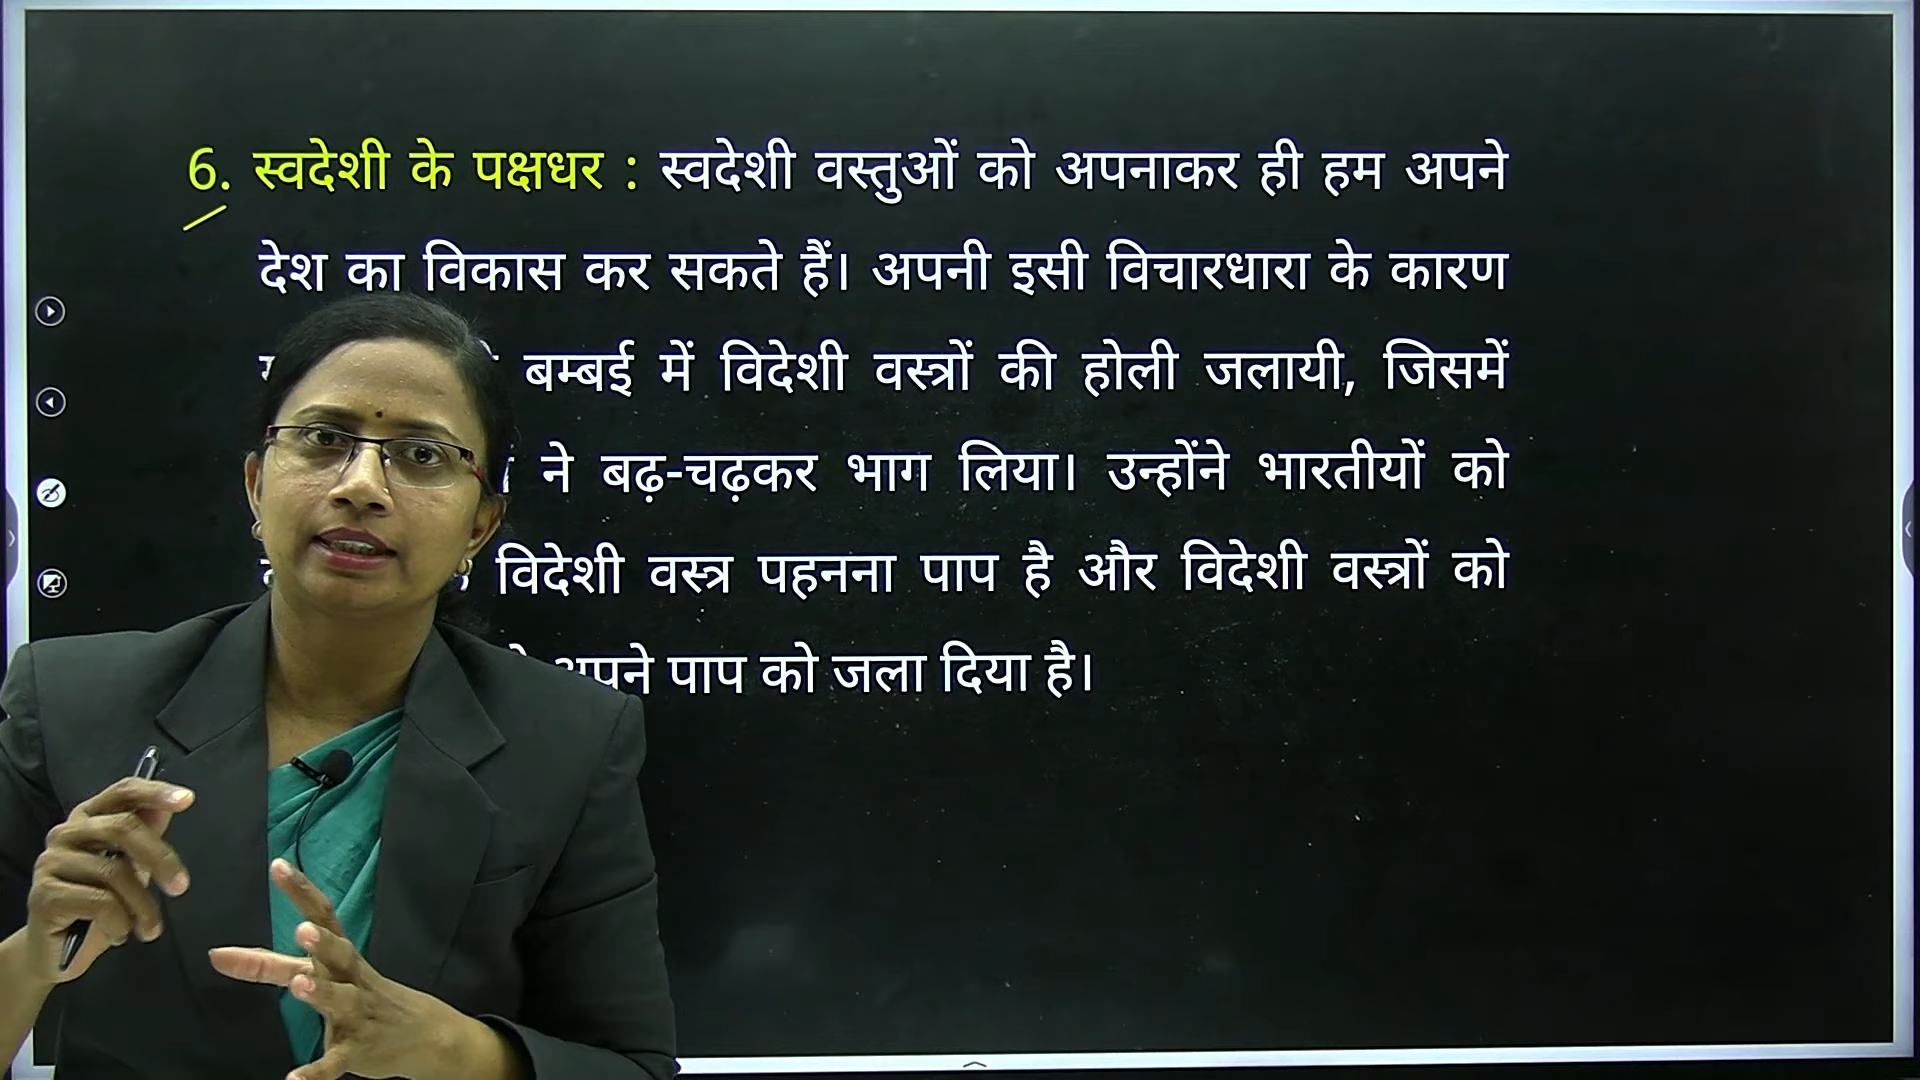 6. स्वदेशी के पक्षधर : स्वदेशी वस्तुओं को अपनाकर ही हम अपने
देश का विकास कर सकते हैं। अपनी इसी विचारधारा के कारण
बम्बई में विदेशी वस्त्रों की होली जलायी, जिसमें
ने बढ़-चढ़कर भाग लिया। उन्होंने भारतीयों को
विदेशी वस्त्र पहनना पाप है और विदेशी वस्त्रों को
अपने पाप को जला दिया है।